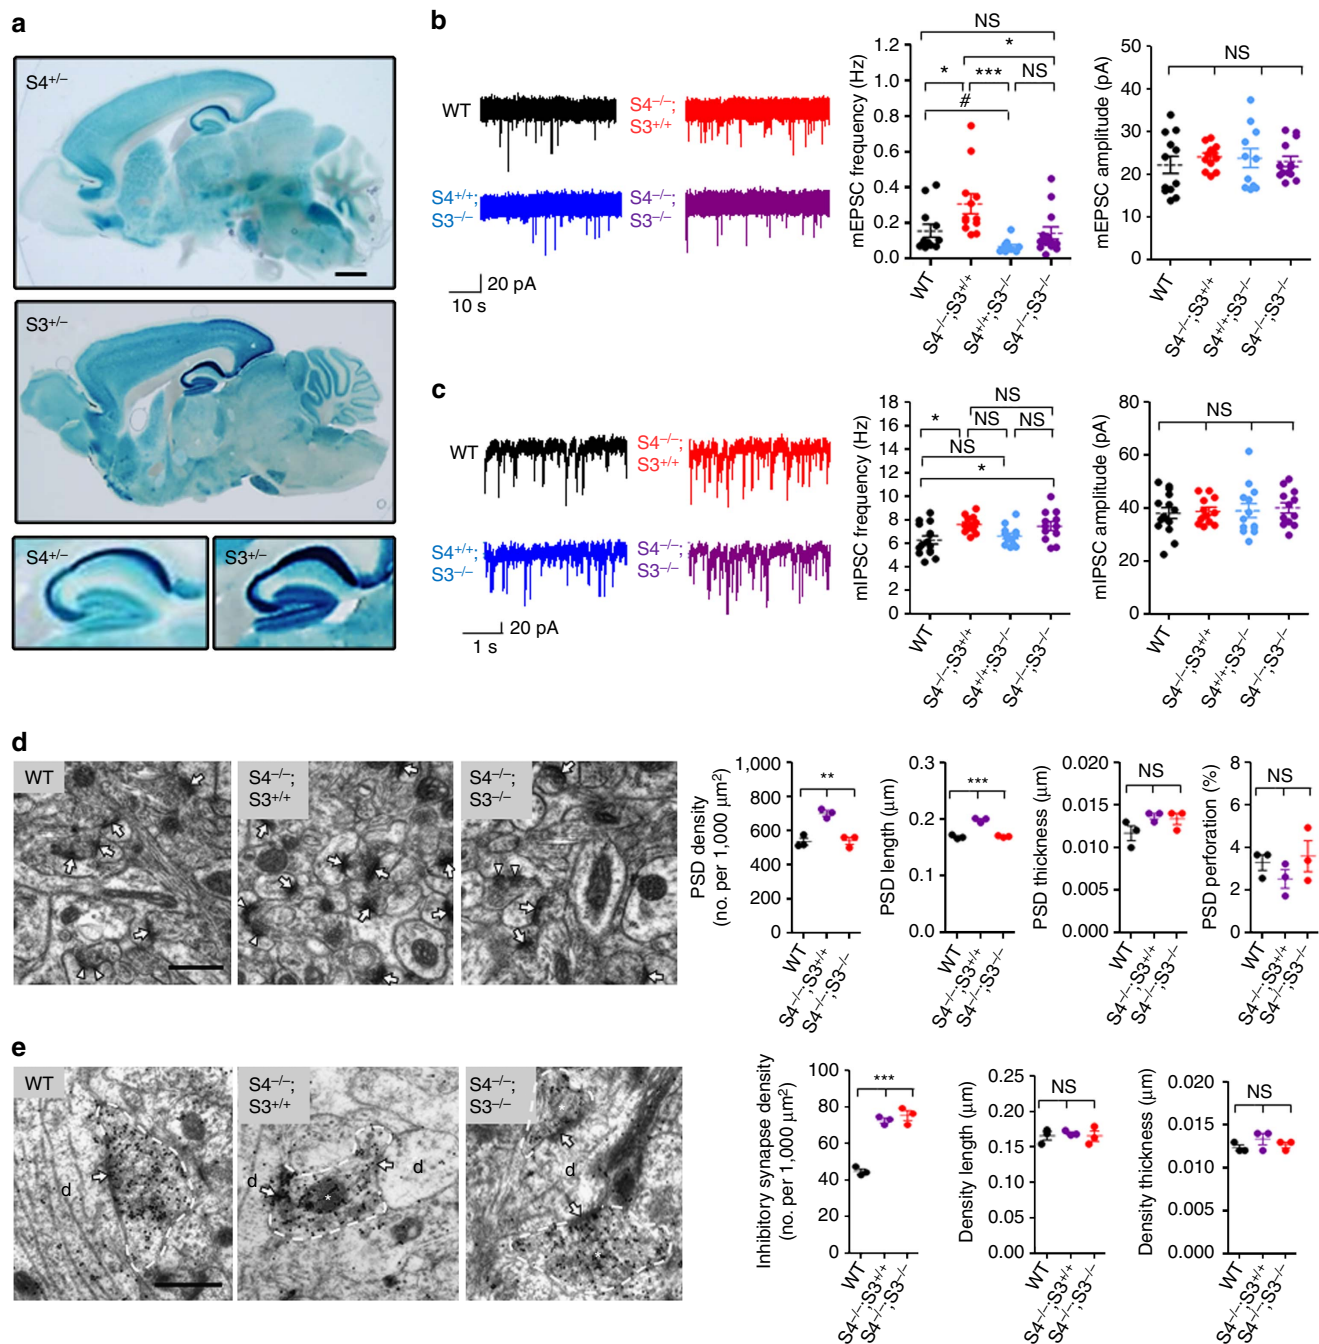 a
S4+/–
S3+/–
S4+/–
S3+/–
b
WT
S4–/–;
S3+/+
S4+/+;
S3–/–
S4–/–;
S3–/–
20 pA
10 s
mEPSC frequency (Hz)
1.2
1.0
0.8
0.6
0.4
0.2
0.0
NS
*
* *** NS
#
WT
S4–/–;S3+/+
S4+/+;S3–/–
S4–/–;S3–/–
mEPSC amplitude (pA)
50
40
30
20
10
0
NS
WT
S4–/–;S3+/+
S4+/+;S3–/–
S4–/–;S3–/–
c
WT
S4–/–;
S3+/+
S4+/+;
S3–/–
S4–/–;
S3–/–
20 pA
1 s
mIPSC frequency (Hz)
18
16
14
12
10
8
6
4
2
0
NS
* NS NS
NS
*
WT
S4–/–;S3+/+
S4+/+;S3–/–
S4–/–;S3–/–
mIPSC amplitude (pA)
80
60
40
20
0
NS
WT
S4–/–;S3+/+
S4+/+;S3–/–
S4–/–;S3–/–
d
WT
S4–/–;
S3+/+
S4–/–;
S3–/–
PSD density
(no. per 1,000 μm2)
1,000
800
600
400
200
0
**
WT
S4–/–;S3+/+
S4–/–;S3–/–
PSD length (μm)
0.3
0.2
0.1
0.0
***
WT
S4–/–;S3+/+
S4–/–;S3–/–
PSD thickness (μm)
0.020
0.015
0.010
0.005
0.000
NS
WT
S4–/–;S3+/+
S4–/–;S3–/–
PSD perforation (%)
8
6
4
2
0
NS
WT
S4–/–;S3+/+
S4–/–;S3–/–
e
WT
d
S4–/–;
S3+/+
d
d
*
S4–/–;
S3–/–
d
*
Inhibitory synapse density
(no. per 1,000 μm2)
100
80
60
40
20
0
***
WT
S4–/–;S3+/+
S4–/–;S3–/–
Density length (μm)
0.25
0.20
0.15
0.10
0.05
0.00
NS
WT
S4–/–;S3+/+
S4–/–;S3–/–
Density thickness (μm)
0.020
0.015
0.010
0.005
0.000
NS
WT
S4–/–;S3+/+
S4–/–;S3–/–